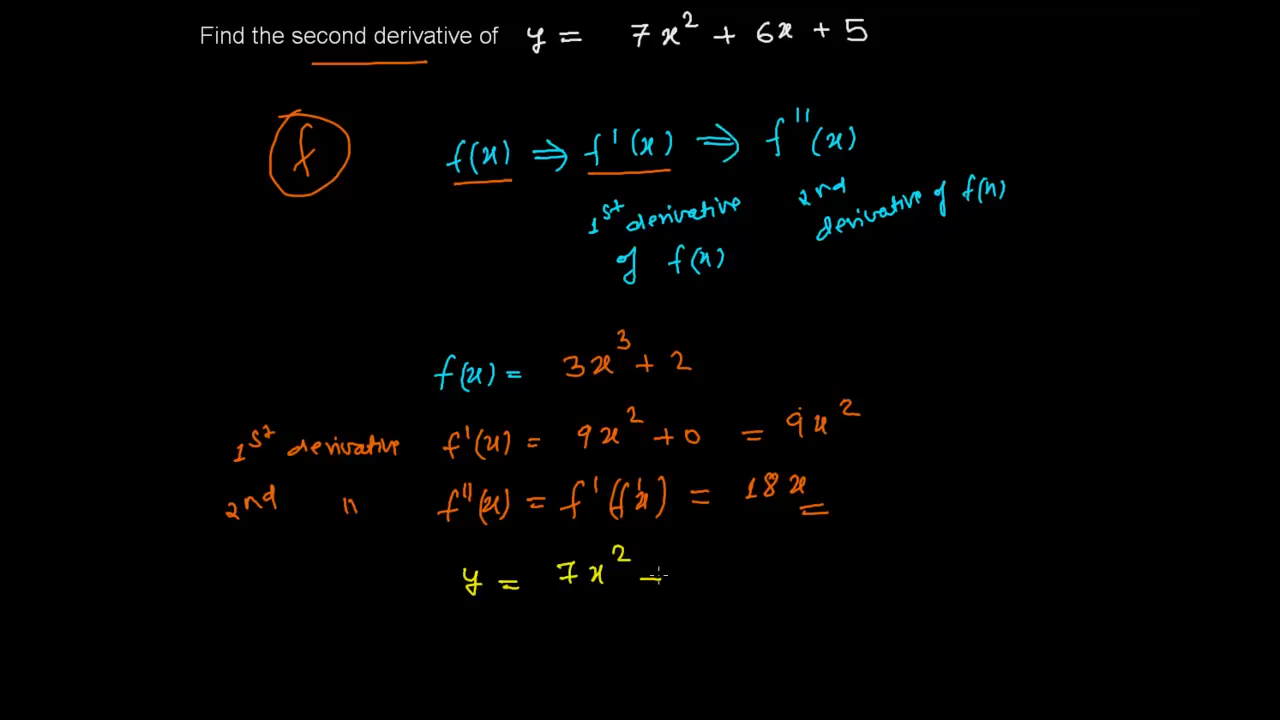 Find the second derivative of y = 7x² + 6x + 5
f
f(x) ⇒ f'(x) ⇒ f''(x)
1st derivative of f(x)
2nd derivative of f(x)
f(x) = 3x³ + 2
1st derivative f'(x) = 9x² + 0 = 9x²
2nd " f''(x) = f'(f'x) = 18x
y = 7x² –